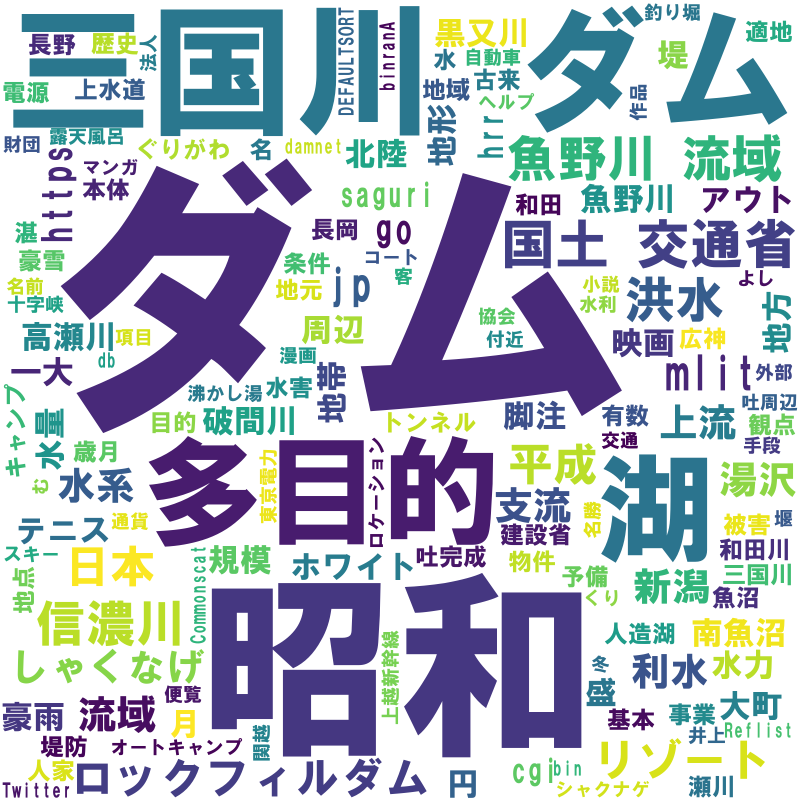 三国川
ダム
長野
歴史
法人
DEFAULTSORT
binranA
黒又川
釣り堀
適地
堤
水
自動車
電源
上水道
地域
古来
ヘルプ
作品
財団
露天風呂
ぐりがわ
名
damnet
北陸
地形
hrr
魚野川
流域
https
マンガ
本体
saguri
魚野川
アウト
和田
ダム
湛
長岡
go
コート
国土
交通省
豪雪
条件
客
名前
地元
jp
小説
よし
十字峡
水利
洪水
地方
高瀬川
項目
周辺
協会
映画
広神
db
漫画
付近
一大
mlit
外部
沸かし湯
水害
地帯
キャンプ
水量
目的
破間川
トンネル
脚注
有数
上流
吐周辺
観点
歳月
交通
手段
多目的
東京電力
ロケーション
平成
湖
湯沢
む
水系
支流
名勝
テニス
通貨
建設省
被害
堰
スキー
日本
Commonscat
規模
ホワイト
吐完成
物件
和田川
地点
予備
新潟
三国川
くり
魚沼
信濃川
昭和
人造湖
南魚沼
しゃくなげ
上越新幹線
冬
利水
水力
便覧
盛
豪雨
流域
月
基本
事業
大町
堤防
オートキャンプ
関越
井上
Reflist
人家
リゾート
Twitter
ロックフィルダム
円
cgi
bin
シャクナゲ
瀬川